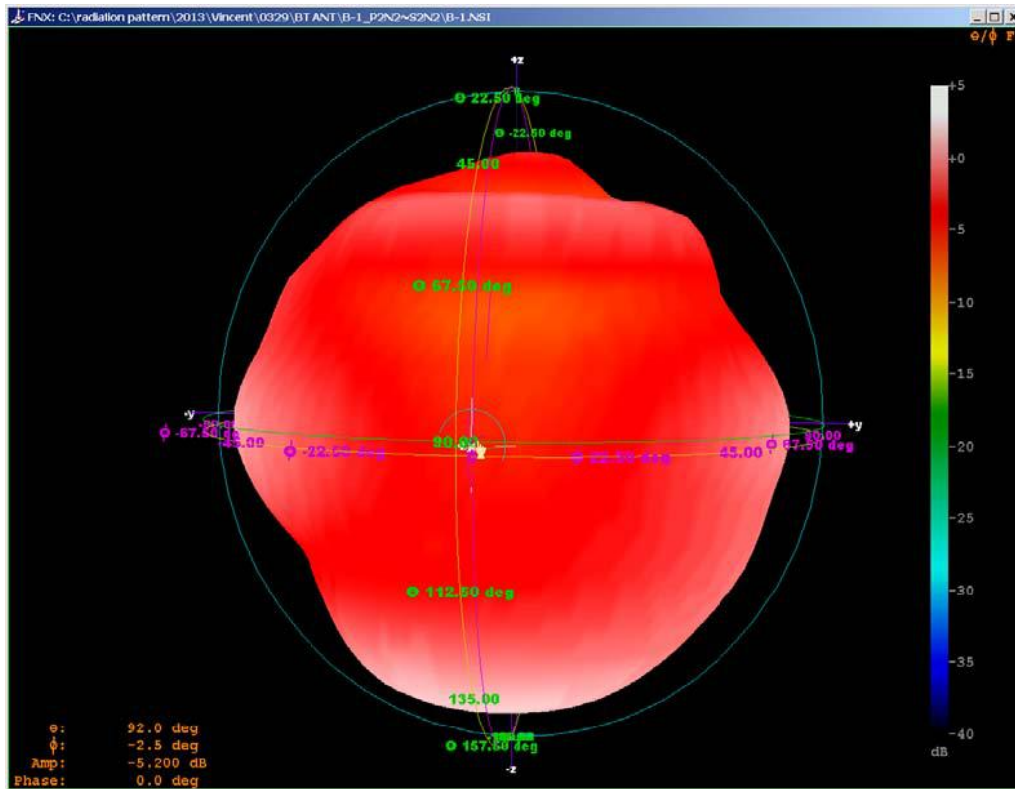 FNX: C:\radiation pattern\2013\Vincent\0329\BT ANT\B-1_P2N2~S2N2\B-1.NSI
Θ/ϕ F
+z
Θ 22.50 deg
Θ -22.50 deg
45.00
Θ 67.50 deg
-y
+y
ϕ -67.50 de
90.00
ϕ 67.50 deg
45.00
ϕ -22.50 deg
90.00
ϕ 22.50 deg
45.00
Θ 112.50 deg
135.00
Θ 157.50 deg
-z
+5
+0
-5
-10
-15
-20
-25
-30
-35
-40
dB
Θ: 92.0 deg
ϕ: -2.5 deg
Amp: -5.200 dB
Phase: 0.0 deg